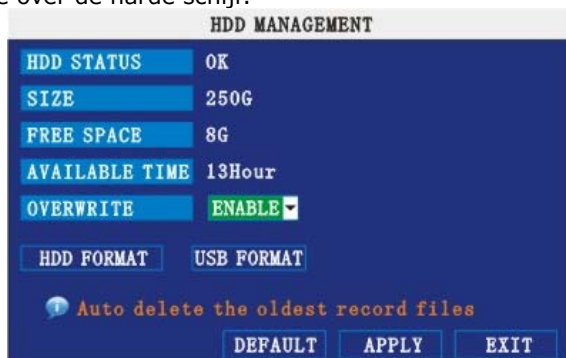 over de harde schijf.
HDD MANAGEMENT
HDD STATUS OK
SIZE 250G
FREE SPACE 8G
AVAILABLE TIME 13Hour
OVERWRITE ENABLE
HDD FORMAT USB FORMAT
Auto delete the oldest record files
DEFAULT APPLY EXIT